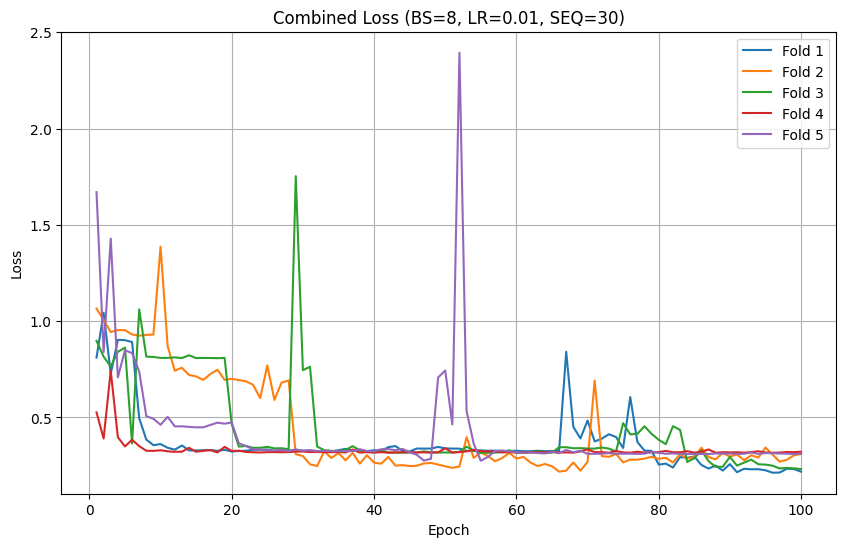 Combined Loss (BS=8, LR=0.01, SEQ=30)
2.5
2.0
1.5
1.0
0.5
Loss
Fold 1
Fold 2
Fold 3
Fold 4
Fold 5
0 20 40 60 80 100
Epoch